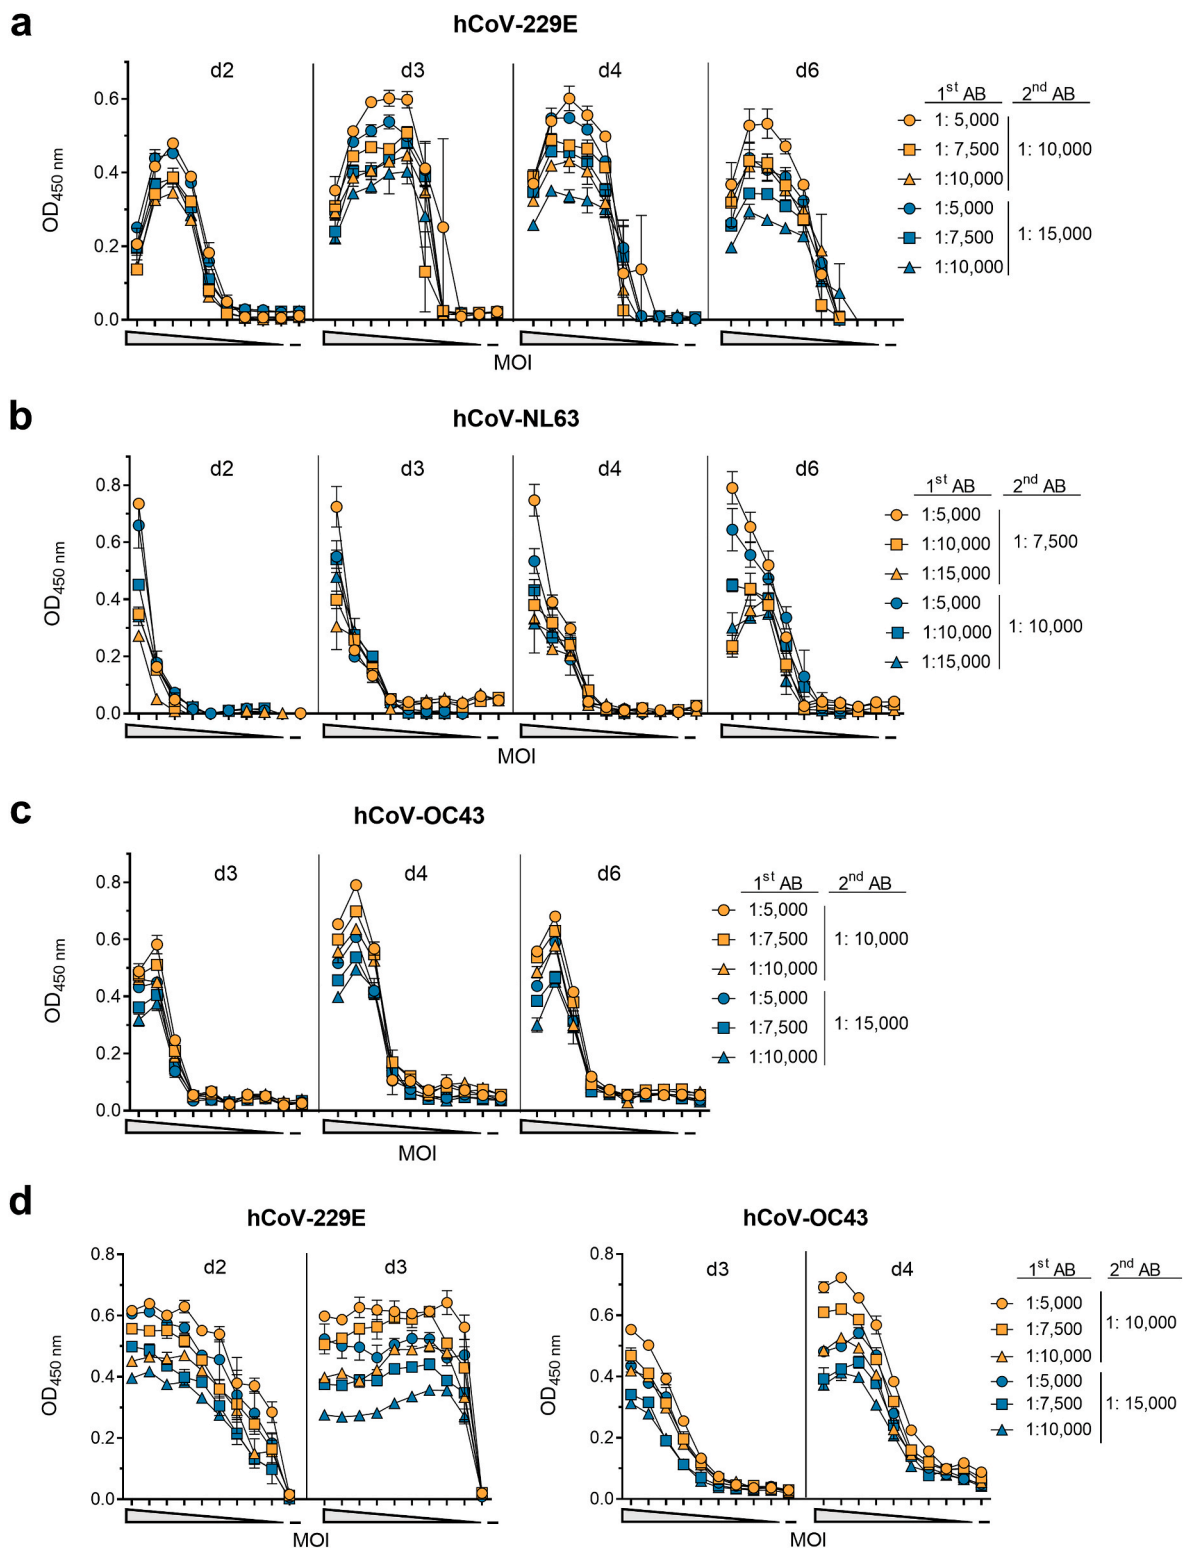 a
hCoV-229E
d2 d3 d4 d6
OD450 nm
0.6
0.4
0.2
0.0
MOI
–
–
–
–
1st AB 2nd AB
1: 5,000
1: 7,500
1: 10,000
1:10,000
1:5,000
1:7,500
1: 15,000
1:10,000
b
hCoV-NL63
d2 d3 d4 d6
OD450 nm
0.8
0.6
0.4
0.2
0.0
–
–
–
–
MOI
1st AB 2nd AB
1:5,000
1:10,000
1: 7,500
1:15,000
1:5,000
1:10,000
1: 10,000
1:15,000
c
hCoV-OC43
d3 d4 d6
OD450 nm
0.8
0.6
0.4
0.2
0.0
–
–
–
MOI
1st AB 2nd AB
1:5,000
1:7,500
1: 10,000
1:10,000
1:5,000
1:7,500
1: 15,000
1:10,000
d
hCoV-229E
d2 d3
OD450 nm
0.8
0.6
0.4
0.2
0.0
–
–
MOI
hCoV-OC43
d3 d4
OD450 nm
0.8
0.6
0.4
0.2
0.0
–
–
MOI
1st AB 2nd AB
1:5,000
1:7,500
1: 10,000
1:10,000
1:5,000
1:7,500
1: 15,000
1:10,000